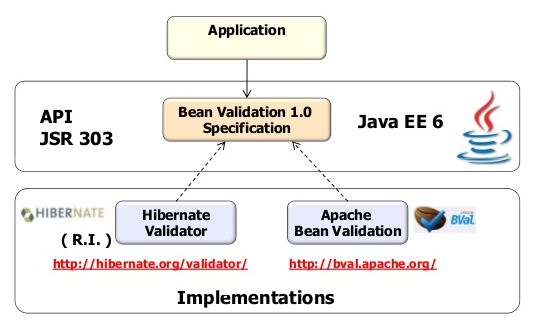 Application
API
JSR 303
Bean Validation 1.0
Specification
Java EE 6
Java
HIBERNATE
( R.I. )
Hibernate
Validator
Apache
Bean Validation
BVal
http://hibernate.org/validator/
http://bval.apache.org/
Implementations